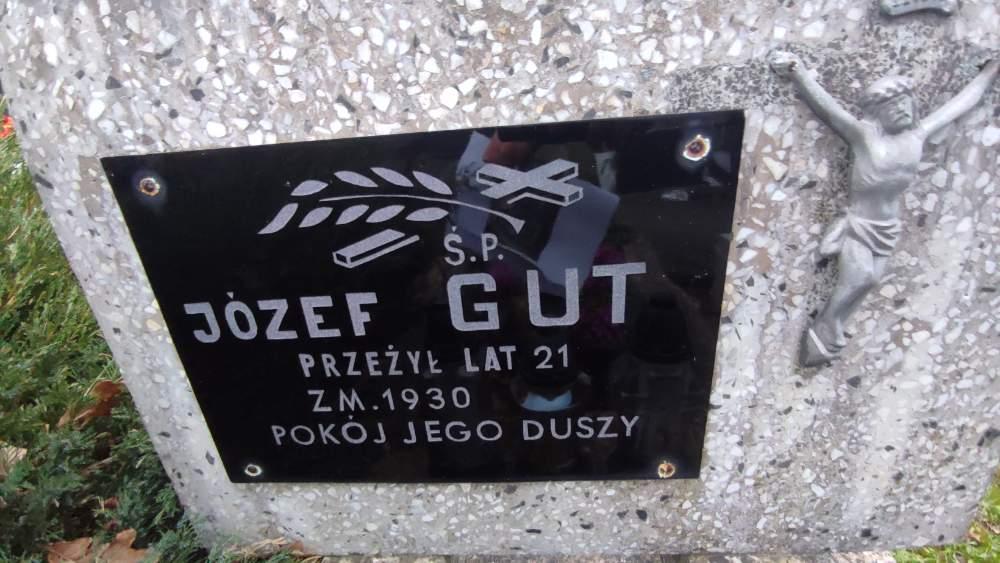 Ś.P.
JÓZEF GUT
PRZEŻYŁ LAT 21
ZM. 1930
POKÓJ JEGO DUSZY